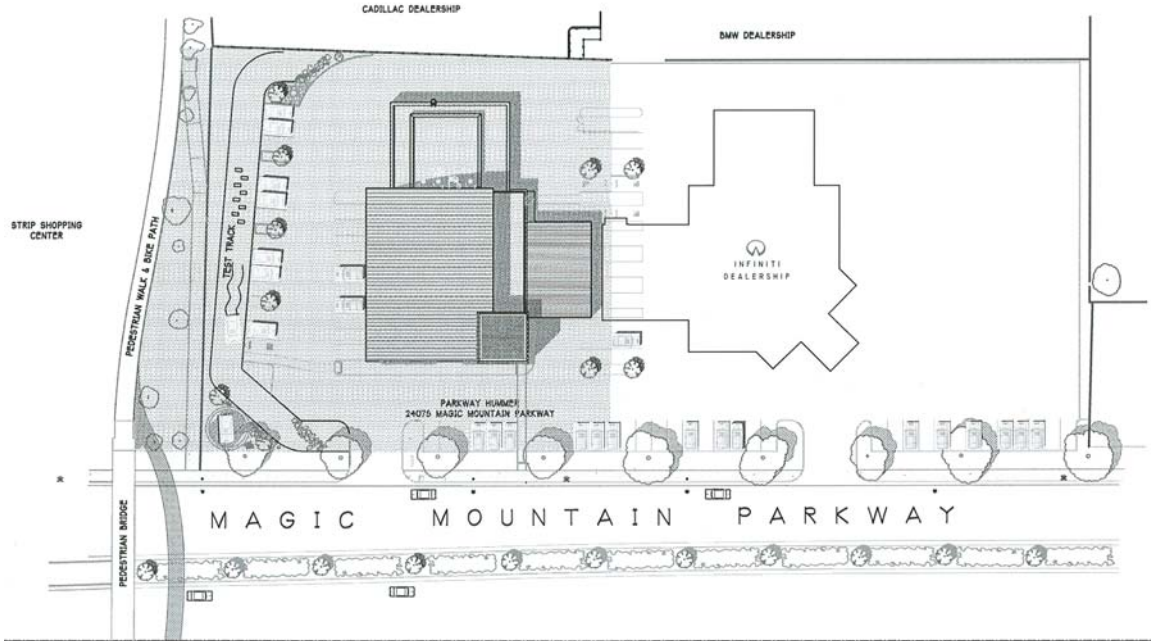 CADILLAC DEALERSHIP
BMW DEALERSHIP
STRIP SHOPPING
CENTER
PEDESTRIAN WALK & BIKE PATH
TEST TRACK
INFINITI
DEALERSHIP
PARKWAY HUMMER
24075 MAGIC MOUNTAIN PARKWAY
MAGIC MOUNTAIN PARKWAY
PEDESTRIAN BRIDGE